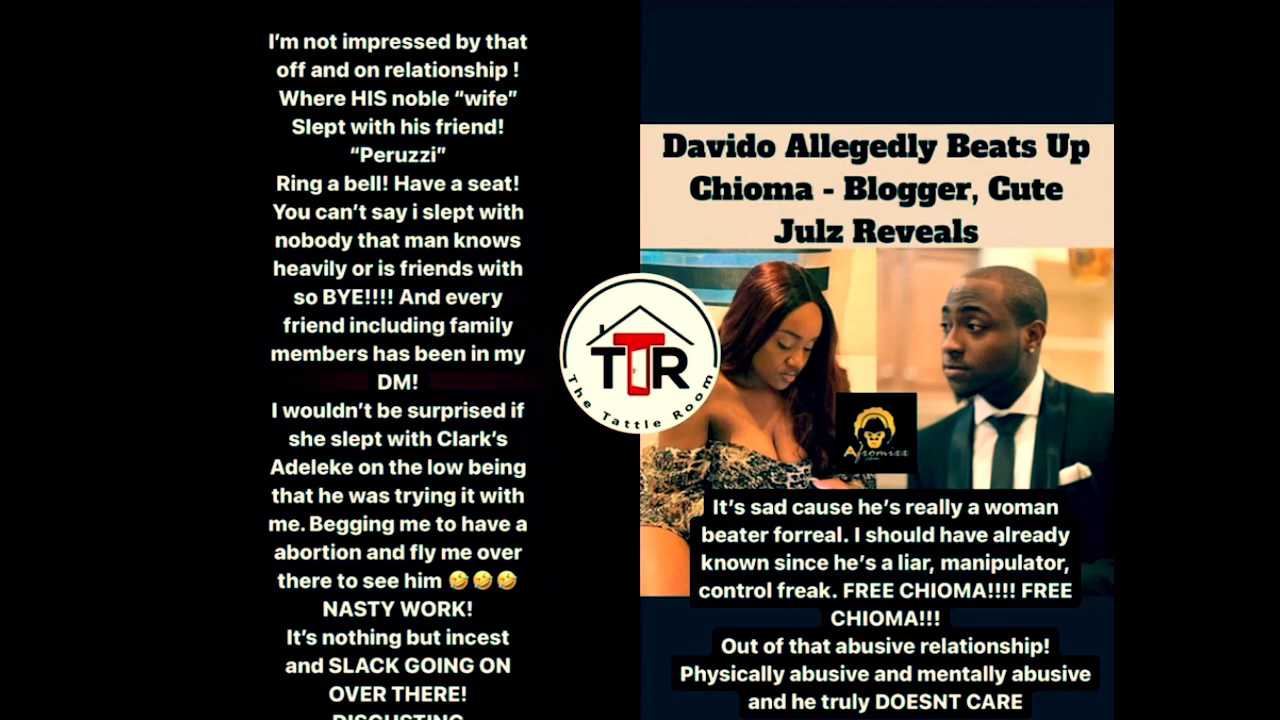 I’m not impressed by that
off and on relationship !
Where HIS noble “wife”
Slept with his friend!
“Peruzzi”
Ring a bell! Have a seat!
You can’t say i slept with
nobody that man knows
heavily or is friends with
so BYE!!!! And every
friend including family
members has been in my
DM!
I wouldn’t be surprised if
she slept with Clark’s
Adeleke on the low being
that he was trying it with
me. Begging me to have a
abortion and fly me over
there to see him 🤣🤣🤣
NASTY WORK!
It’s nothing but incest
and SLACK GOING ON
OVER THERE!
DISGUSTING
TTR
The Tattle Room
Davido Allegedly Beats Up
Chioma - Blogger, Cute
Julz Reveals
Afromixx
It’s sad cause he’s really a woman
beater forreal. I should have already
known since he’s a liar, manipulator,
control freak. FREE CHIOMA!!!! FREE
CHIOMA!!!
Out of that abusive relationship!
Physically abusive and mentally abusive
and he truly DOESNT CARE